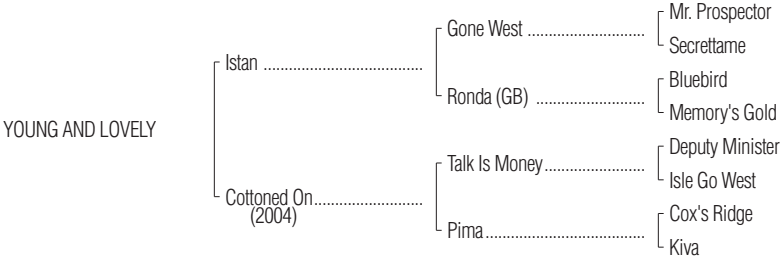 Mr. Prospector
Gone West ............................
Secrettame
Istan ......................................
Bluebird
Ronda (GB) ..........................
Memory's Gold
YOUNG AND LOVELY
Deputy Minister
Talk Is Money........................
Isle Go West
Cottoned On..........................
(2004)
Cox's Ridge
Pima......................................
Kiva